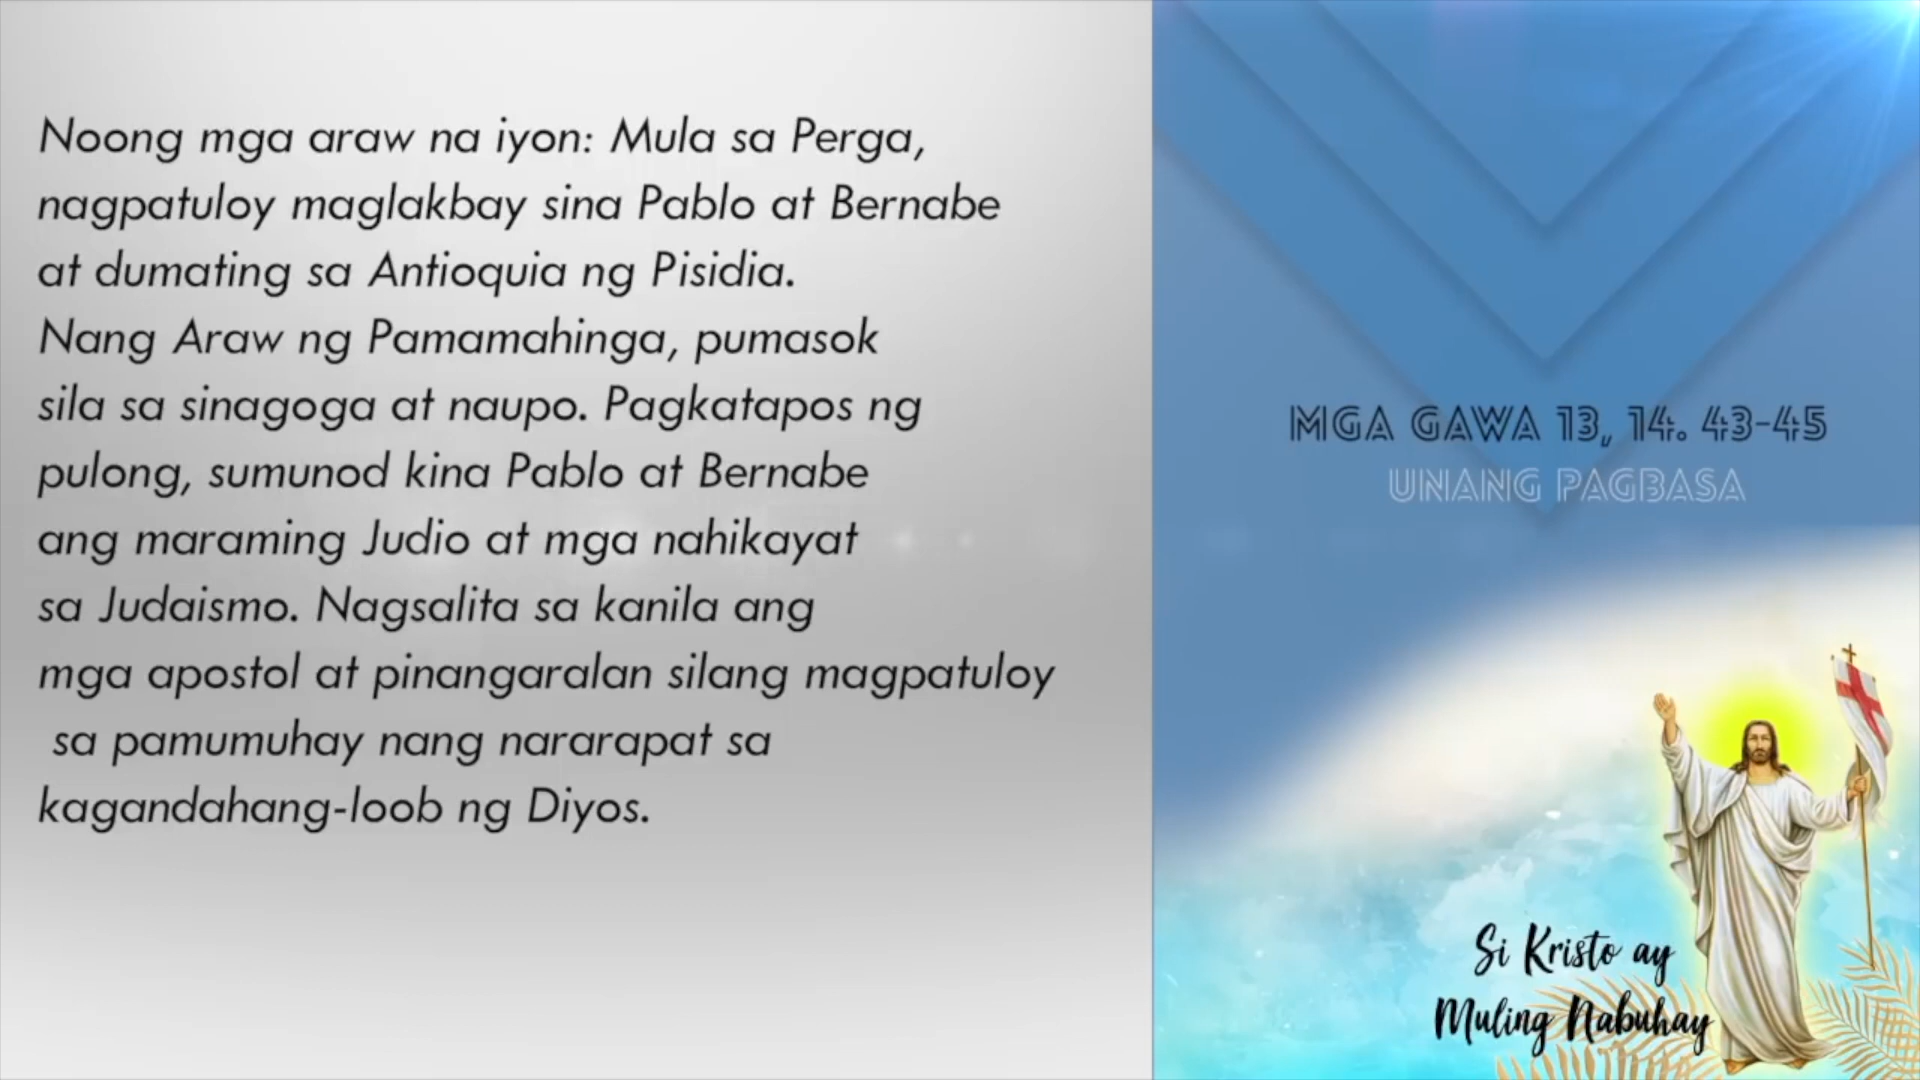 Noong mga araw na iyon: Mula sa Perga,
nagpatuloy maglakbay sina Pablo at Bernabe
at dumating sa Antioquia ng Pisidia.
Nang Araw ng Pamamahinga, pumasok
sila sa sinagoga at naupo. Pagkatapos ng
pulong, sumunod kina Pablo at Bernabe
ang maraming Judio at mga nahikayat
sa Judaismo. Nagsalita sa kanila ang
mga apostol at pinangaralan silang magpatuloy
sa pamumuhay nang nararapat sa
kagandahang-loob ng Diyos.
MGA GAWA 13, 14. 43-45
UNANG PAGBASA
Si Kristo ay
Muling Nabuhay